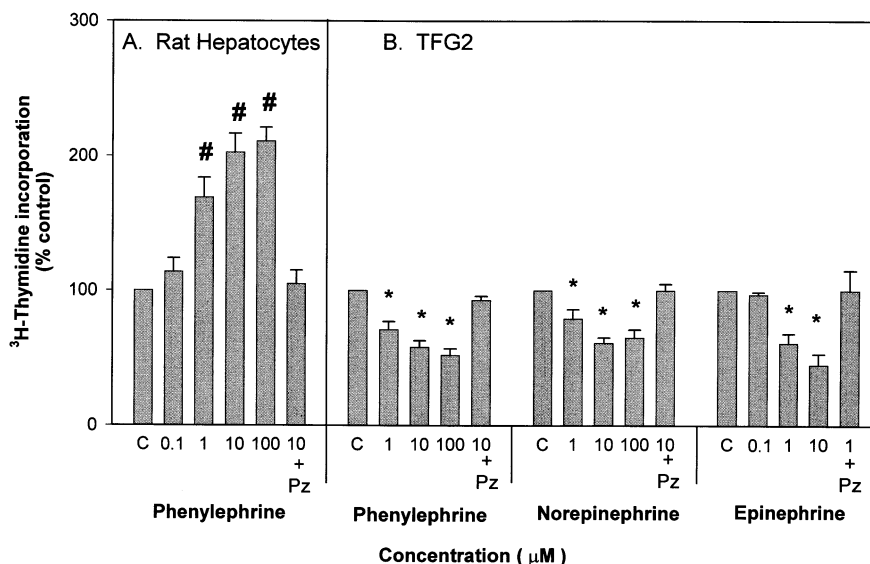 300
A. Rat Hepatocytes
B. TFG2
# # #
200
100
0
³H-Thymidine incorporation
(% control)
* * *
* * *
* *
C 0.1 1 10 100 10
+
Pz
C 1 10 100 10
+
Pz
C 1 10 100 10
+
Pz
C 0.1 1 10 1
+
Pz
Phenylephrine
Phenylephrine
Norepinephrine
Epinephrine
Concentration ( µM )